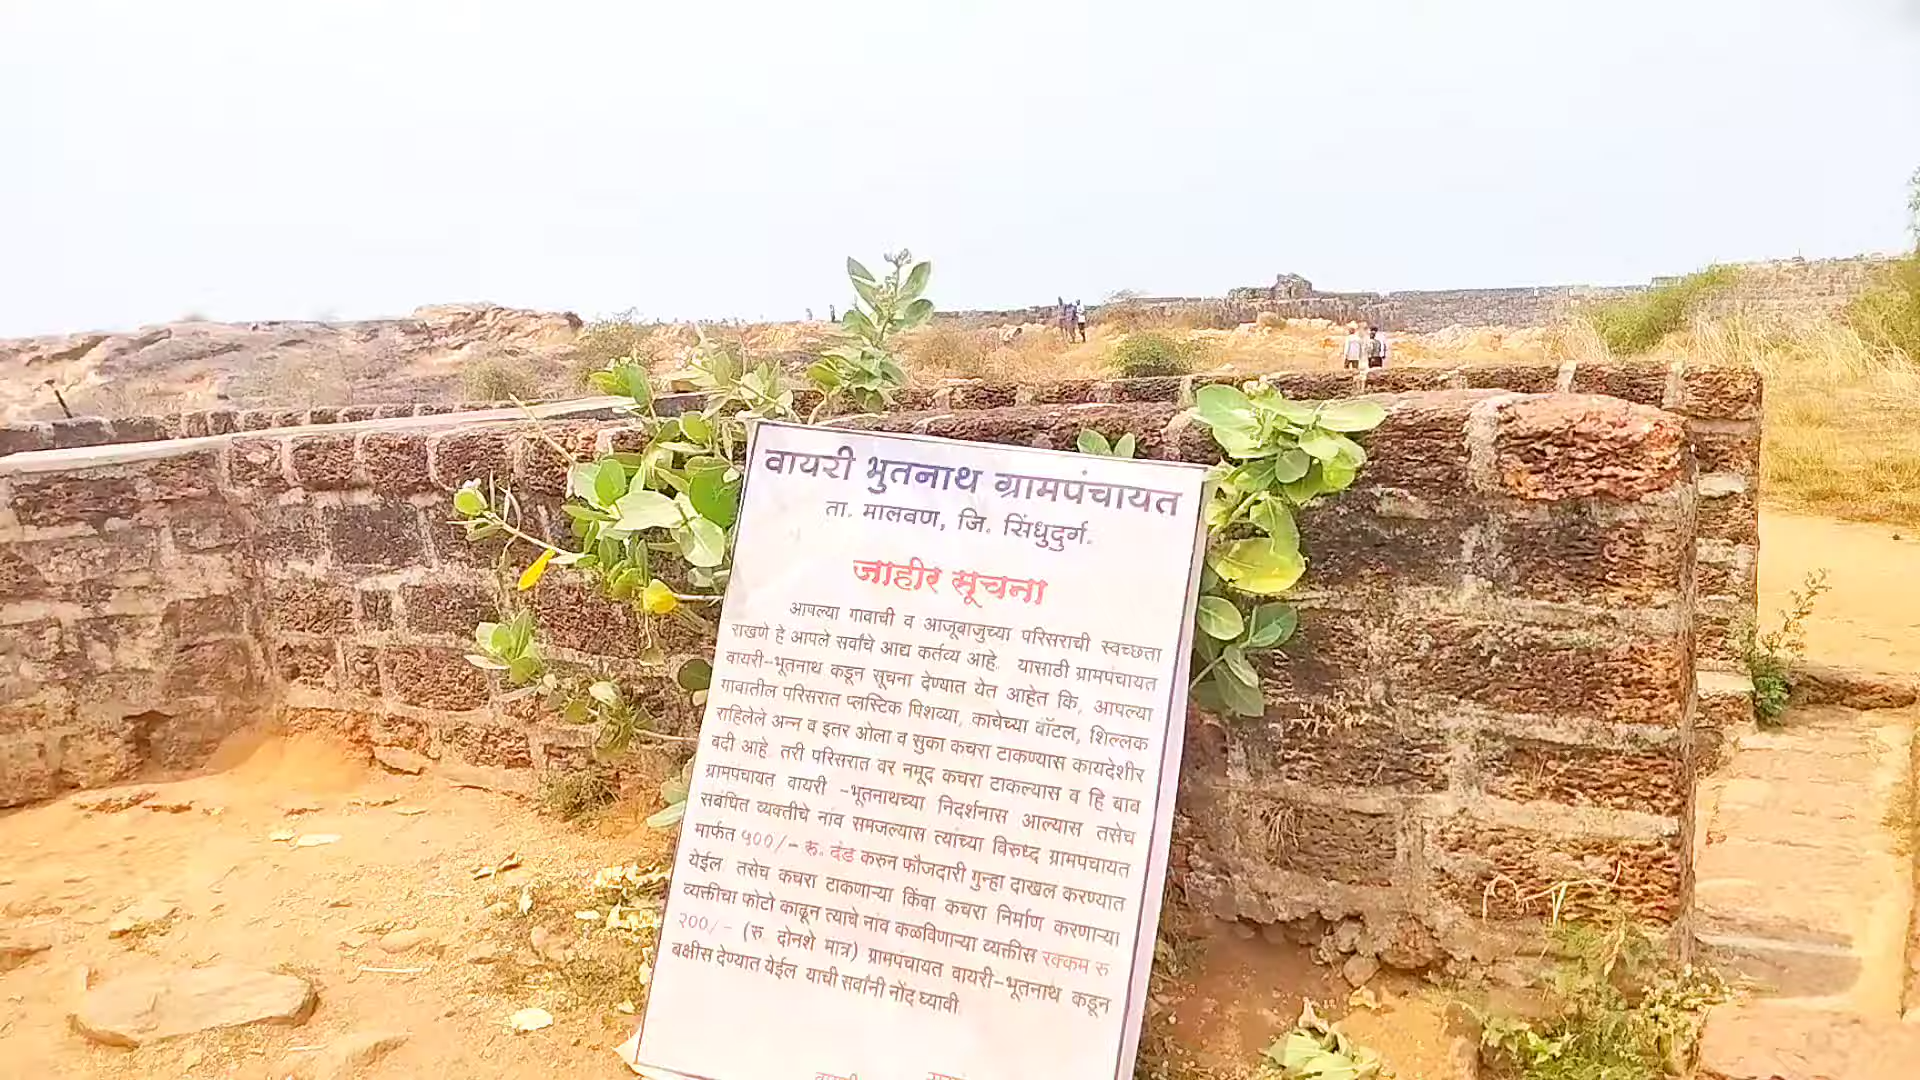 वायरी भुतनाथ ग्रामपंचायत
ता. मालवण, जि. सिंधुदुर्ग.
जाहीर सूचना
आपल्या गावाची व आजूबाजुच्या परिसराची स्वच्छता
राखणे हे आपले सर्वांचे आद्य कर्तव्य आहे. यासाठी ग्रामपंचायत
वायरी-भूतनाथ कडून सूचना देण्यात येत आहेत कि, आपल्या
गावातील परिसरात प्लस्टिक पिशव्या, काचेच्या बॉटल, शिल्लक
राहिलेले अन्न व इतर ओला व सुका कचरा टाकण्यास कायदेशीर
बंदी आहे. तरी परिसरात वर नमूद कचरा टाकल्यास व हि बाब
ग्रामपंचायत वायरी -भूतनाथच्या निदर्शनास आल्यास तसेच
सबंधित व्यक्तीचे नांव समजल्यास त्यांच्या विरुध्द ग्रामपंचायत
मार्फत ५००/- रु. दंड करुन फौजदारी गुन्हा दाखल करण्यात
येईल तसेच कचरा टाकणाऱ्या किंवा कचरा निर्माण करणाऱ्या
व्यक्तीचा फोटो काढून त्याचे नांव कळविणाऱ्या व्यक्तीस रक्कम रु
२००/- (रु दोनशे मात्र) ग्रामपंचायत वायरी-भूतनाथ कडून
बक्षीस देण्यात येईल याची सर्वांनी नोंद घ्यावी.